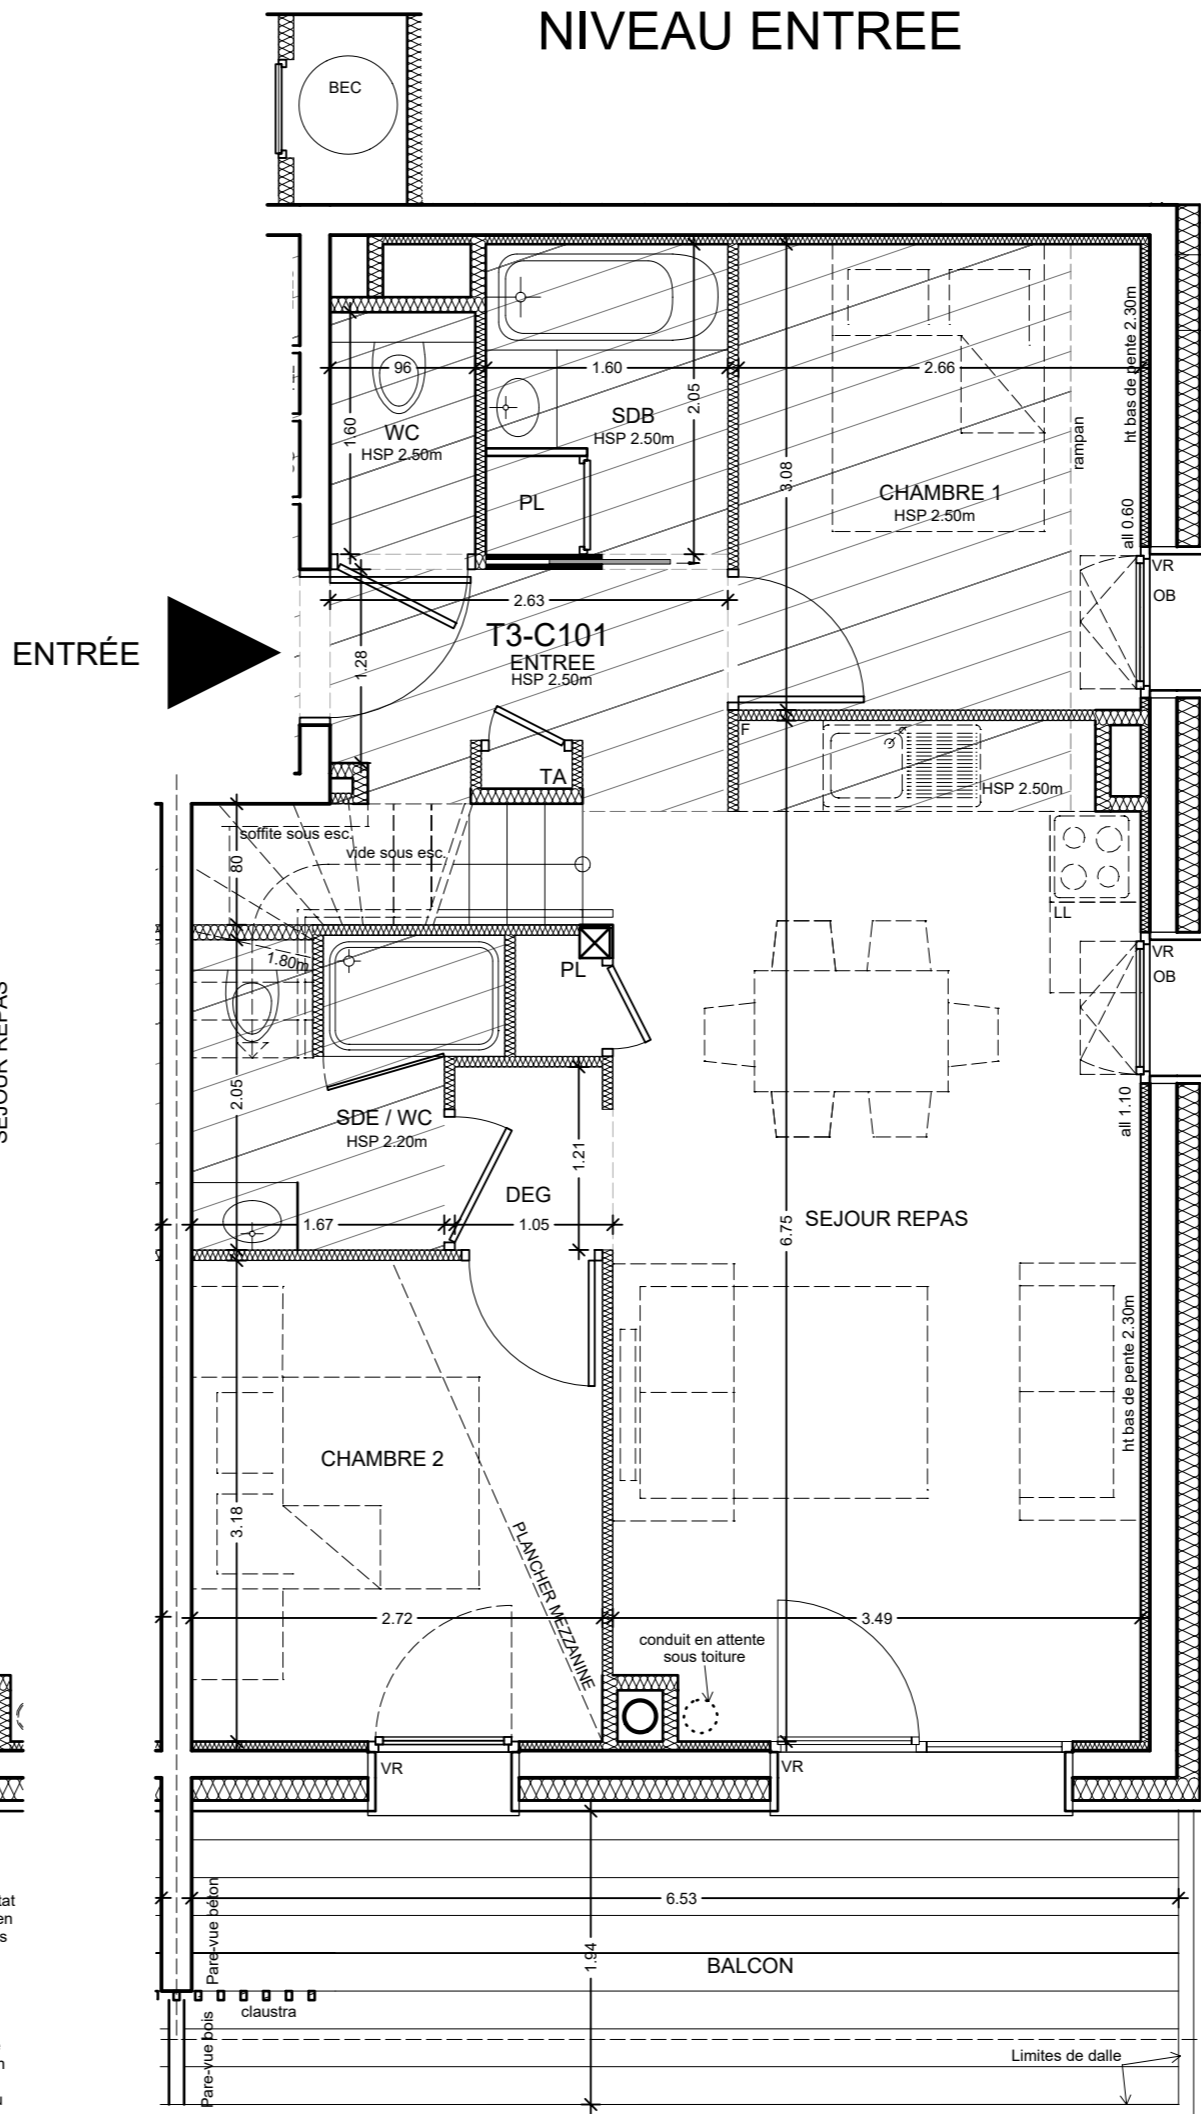 NIVEAU ENTREE
BEC
96
1.60
2.66
ht bas de pente 2.30m
2.05
SDB
HSP 2.50m
1.60
WC
HSP 2.50m
rampan
3.08
PL
CHAMBRE 1
HSP 2.50m
all 0.60
VR
OB
2.63
ENTRÉE
T3-C101
ENTREE
HSP 2.50m
1.28
F
TA
HSP 2.50m
soffite sous esc.
vide sous esc.
80
LL
1.80m
PL
VR
OB
SEJOUR REPAS
2.05
SDE / WC
HSP 2.20m
all 1.10
1.21
DEG
1.67
1.05
6.75
SEJOUR REPAS
ht bas de pente 2.30m
CHAMBRE 2
3.18
PLANCHER MEZZANINE
2.72
3.49
conduit en attente
sous toiture
VR
VR
tat
en
s
Pare-vue béton
6.53
1.94
BALCON
claustra
Pare-vue bois
Limites de dalle